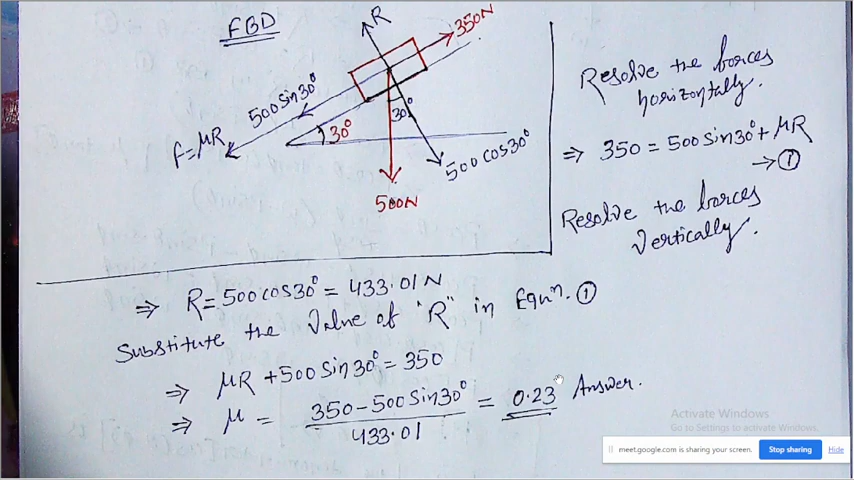 FBD
R
350N
500 sin30°
30°
30°
F=μR
500 cos30°
500N
Resolve the forces
horizontally.
⇒ 350 = 500 sin30° + μR
→ ①
Resolve the forces
Vertically.
⇒ R = 500 cos30° = 433.01 N
Substitute the Value of "R" in Equn. ①
⇒ μR + 500 Sin30° = 350
⇒ μ = 350 - 500 Sin30° / 433.01 = 0.23 Answer.
Activate Windows
Go to Settings to activate Windows.
meet.google.com is sharing your screen. Stop sharing Hide